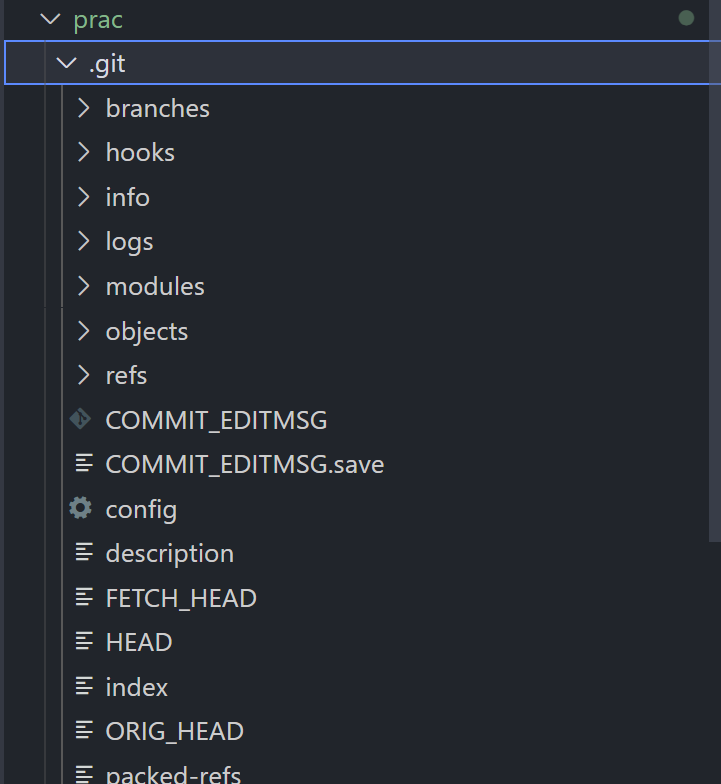 prac
.git
branches
hooks
info
logs
modules
objects
refs
COMMIT_EDITMSG
COMMIT_EDITMSG.save
config
description
FETCH_HEAD
HEAD
index
ORIG_HEAD
packed-refs